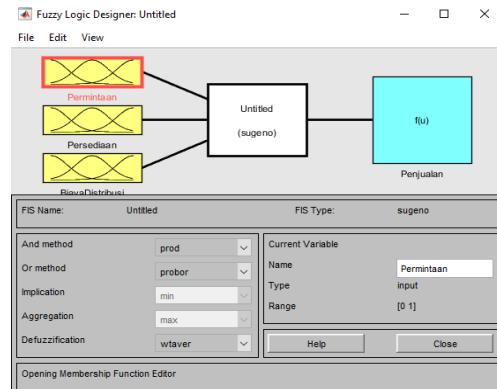 Fuzzy Logic Designer: Untitled
File Edit View
Permintaan
Persediaan
BiayaDistribusi
Untitled
(sugeno)
f(u)
Penjualan
FIS Name: Untitled FIS Type: sugeno
And method prod
Or method probor
Implication min
Aggregation max
Defuzzification wtaver
Current Variable
Name Permintaan
Type input
Range [0 1]
Help Close
Opening Membership Function Editor